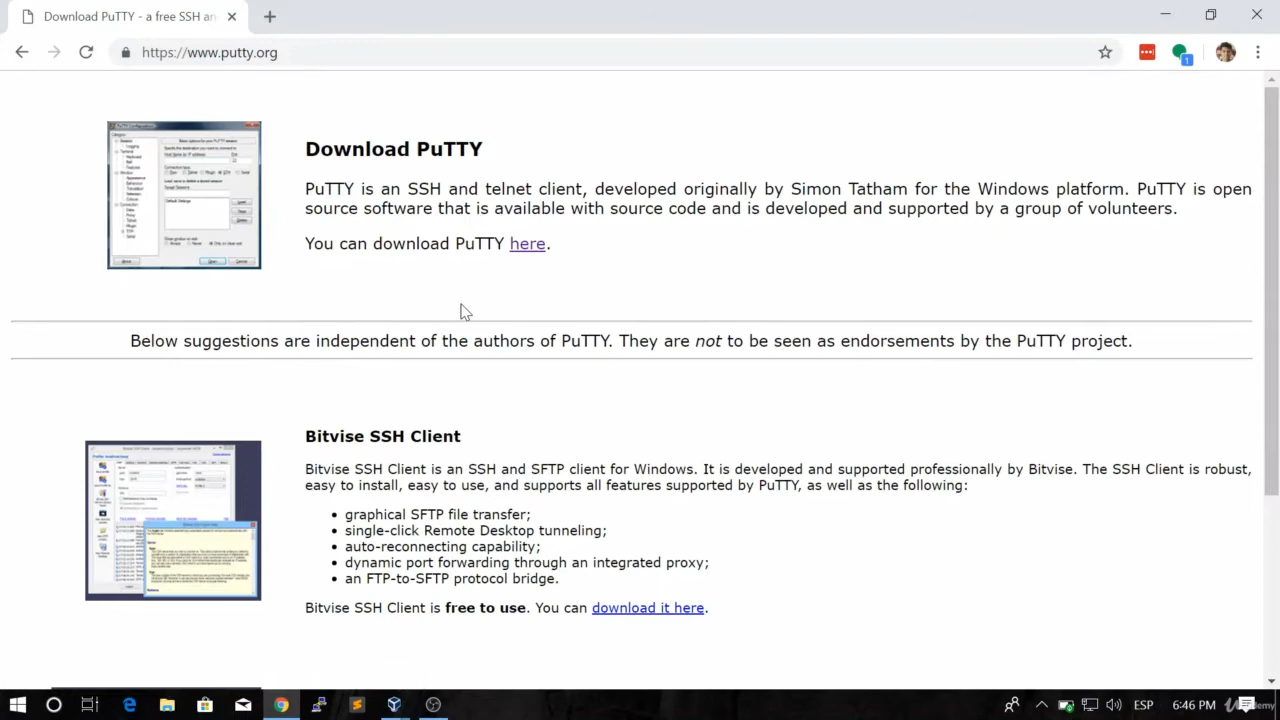 Download PuTTY - a free SSH an
https://www.putty.org
1
Download PuTTY
PuTTY is an SSH and telnet client, developed originally by Simon Tatham for the Windows platform. PuTTY is open
source software that is available with source code and is developed and supported by a group of volunteers.
You can download PuTTY here.
Below suggestions are independent of the authors of PuTTY. They are not to be seen as endorsements by the PuTTY project.
Bitvise SSH Client
Bitvise SSH Client is an SSH and SFTP client for Windows. It is developed and supported professionally by Bitvise. The SSH Client is robust,
easy to install, easy to use, and supports all features supported by PuTTY, as well as the following:
graphical SFTP file transfer;
single-click Remote Desktop tunneling;
auto-reconnecting capability;
dynamic port forwarding through an integrated proxy;
an FTP-to-SFTP protocol bridge.
Bitvise SSH Client is free to use. You can download it here.
ESP
6:46 PM